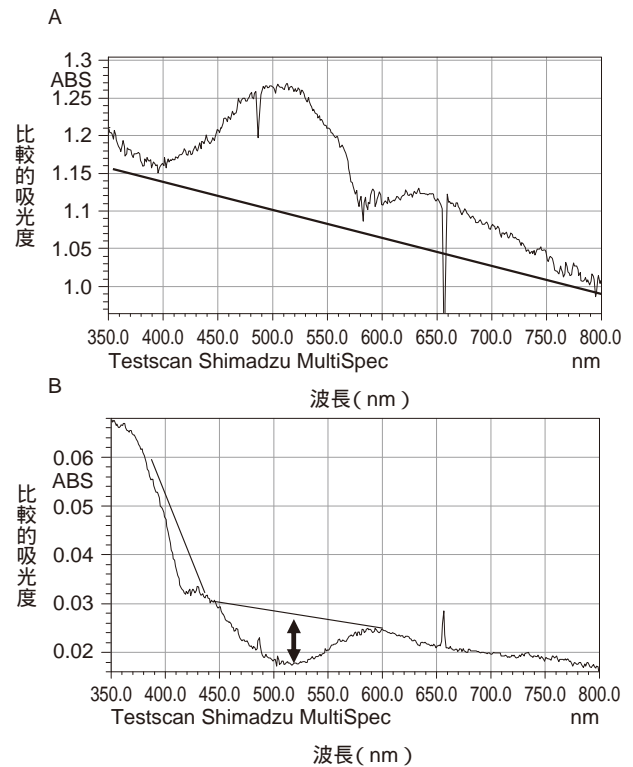 A
1.3
ABS
1.25
1.2
1.15
1.1
1.05
1.0
比較的吸光度
350.0 400.0 450.0 500.0 550.0 600.0 650.0 700.0 750.0 800.0
Testscan Shimadzu MultiSpec nm
波長(nm)
B
0.06
ABS
0.05
0.04
0.03
0.02
比較的吸光度
350.0 400.0 450.0 500.0 550.0 600.0 650.0 700.0 750.0 800.0
Testscan Shimadzu MultiSpec nm
波長(nm)